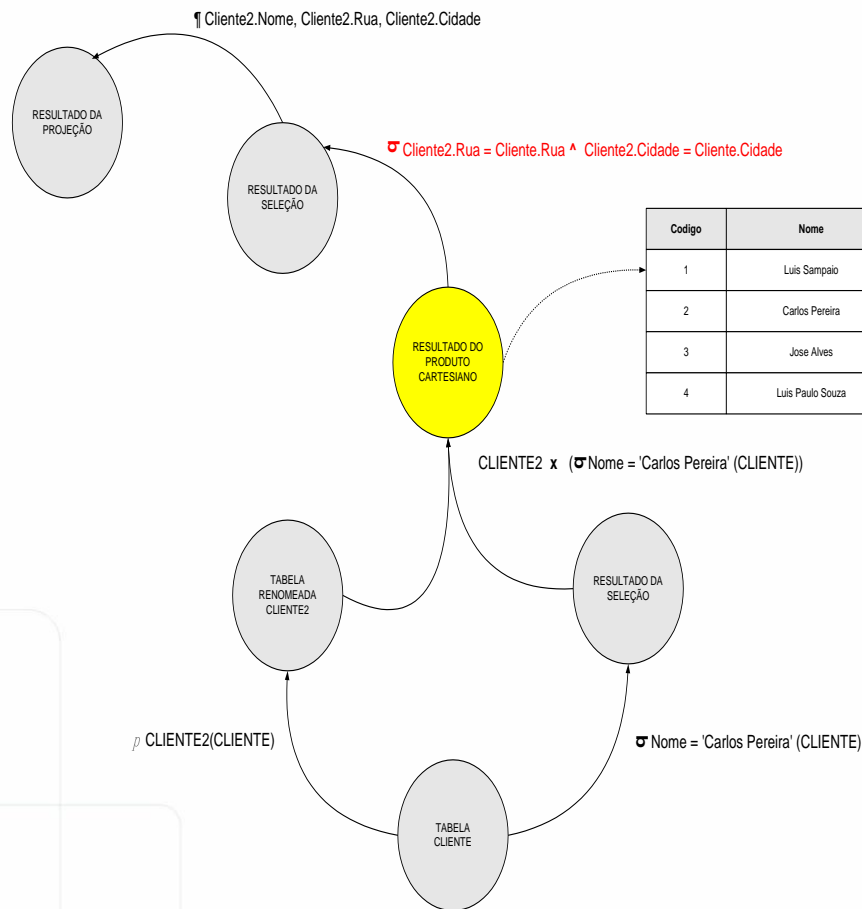 ¶ Cliente2.Nome, Cliente2.Rua, Cliente2.Cidade
RESULTADO DA
PROJEÇÃO
σ Cliente2.Rua = Cliente.Rua ^ Cliente2.Cidade = Cliente.Cidade
RESULTADO DA
SELEÇÃO
Codigo Nome
1 Luis Sampaio
2 Carlos Pereira
3 Jose Alves
4 Luis Paulo Souza
RESULTADO DO
PRODUTO
CARTESIANO
CLIENTE2 x (σ Nome = 'Carlos Pereira' (CLIENTE))
TABELA
RENOMEADA
CLIENTE2
RESULTADO DA
SELEÇÃO
p CLIENTE2(CLIENTE)
σ Nome = 'Carlos Pereira' (CLIENTE)
TABELA
CLIENTE